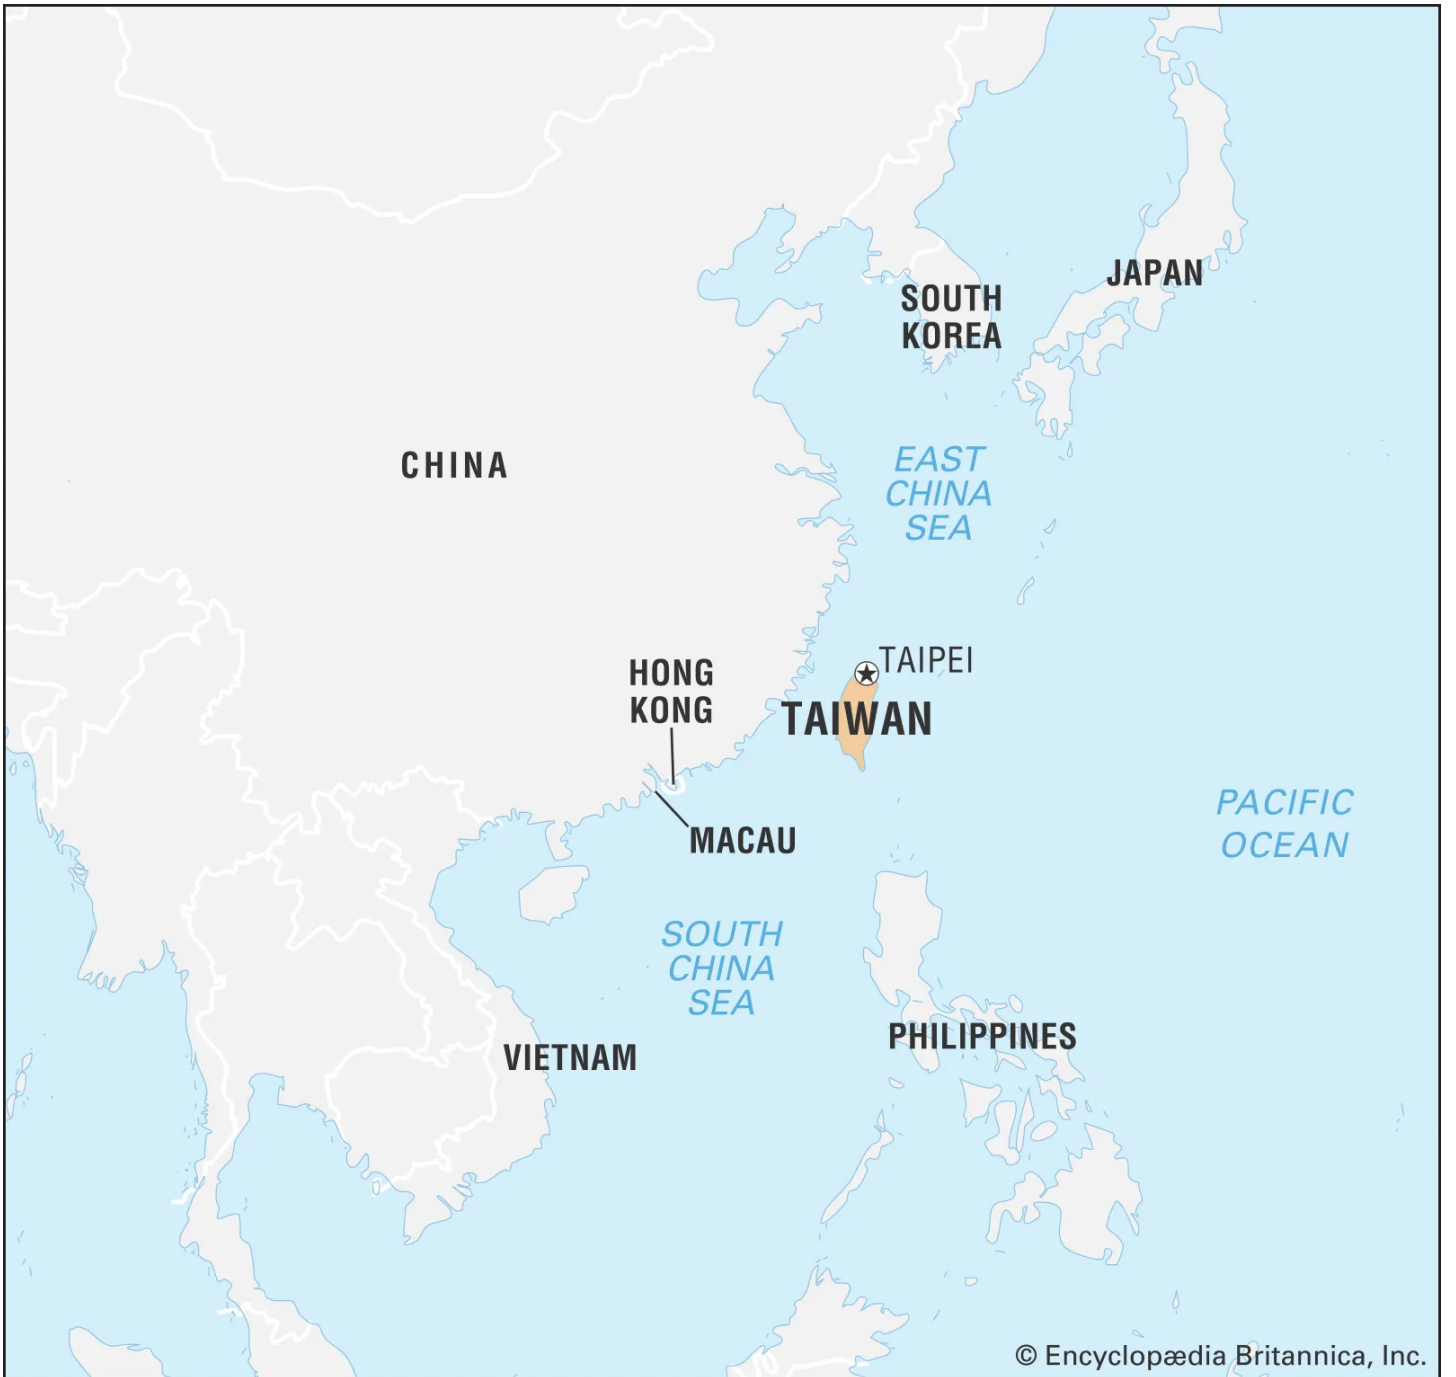 JAPAN
SOUTH
KOREA
CHINA
EAST
CHINA
SEA
HONG
KONG
TAIPEI
TAIWAN
MACAU
PACIFIC
OCEAN
SOUTH
CHINA
SEA
PHILIPPINES
VIETNAM
© Encyclopædia Britannica, Inc.